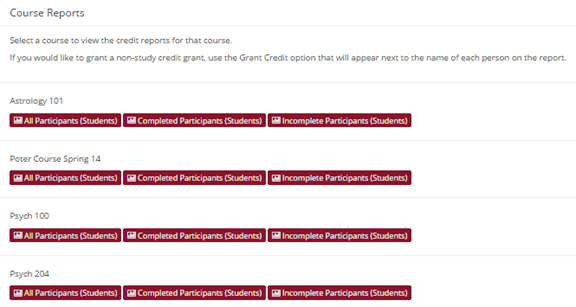 Course Reports
Select a course to view the credit reports for that course.
If you would like to grant a non-study credit grant, use the Grant Credit option that will appear next to the name of each person on the report.
Astrology 101
All Participants (Students) Completed Participants (Students) Incomplete Participants (Students)
Poter Course Spring 14
All Participants (Students) Completed Participants (Students) Incomplete Participants (Students)
Psych 100
All Participants (Students) Completed Participants (Students) Incomplete Participants (Students)
Psych 204
All Participants (Students) Completed Participants (Students) Incomplete Participants (Students)